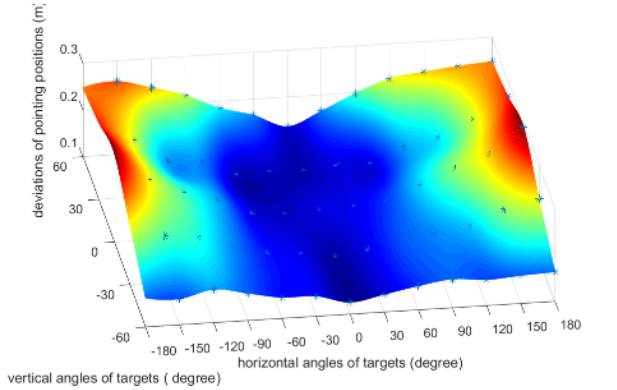 deviations of pointing positions (m)
0.3
0.2
0.1
60
30
0
-30
-60
-180 -150 -120 -90 -60 -30 0 30 60 90 120 150 180
horizontal angles of targets (degree)
vertical angles of targets ( degree)